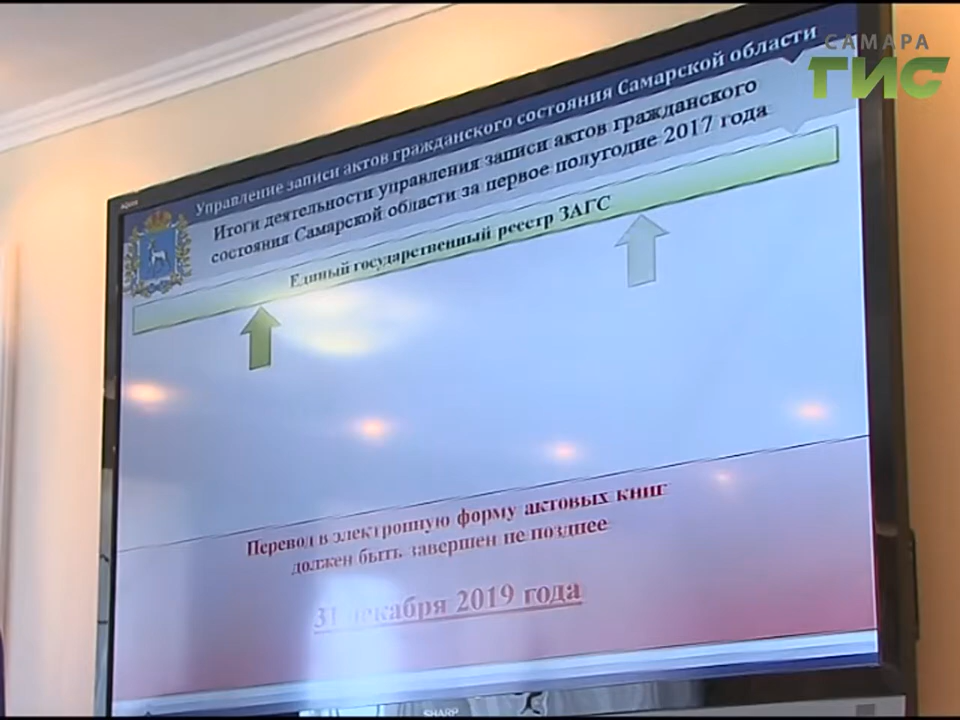 САМАРА
ГИС
Управление записи актов гражданского состояния Самарской области
Итоги деятельности управления записи актов гражданского
состояния Самарской области за первое полугодие 2017 года
Единый государственный реестр ЗАГС
Перевод в электронную форму актовых книг
должен быть завершен не позднее
31 декабря 2019 года
SHARP